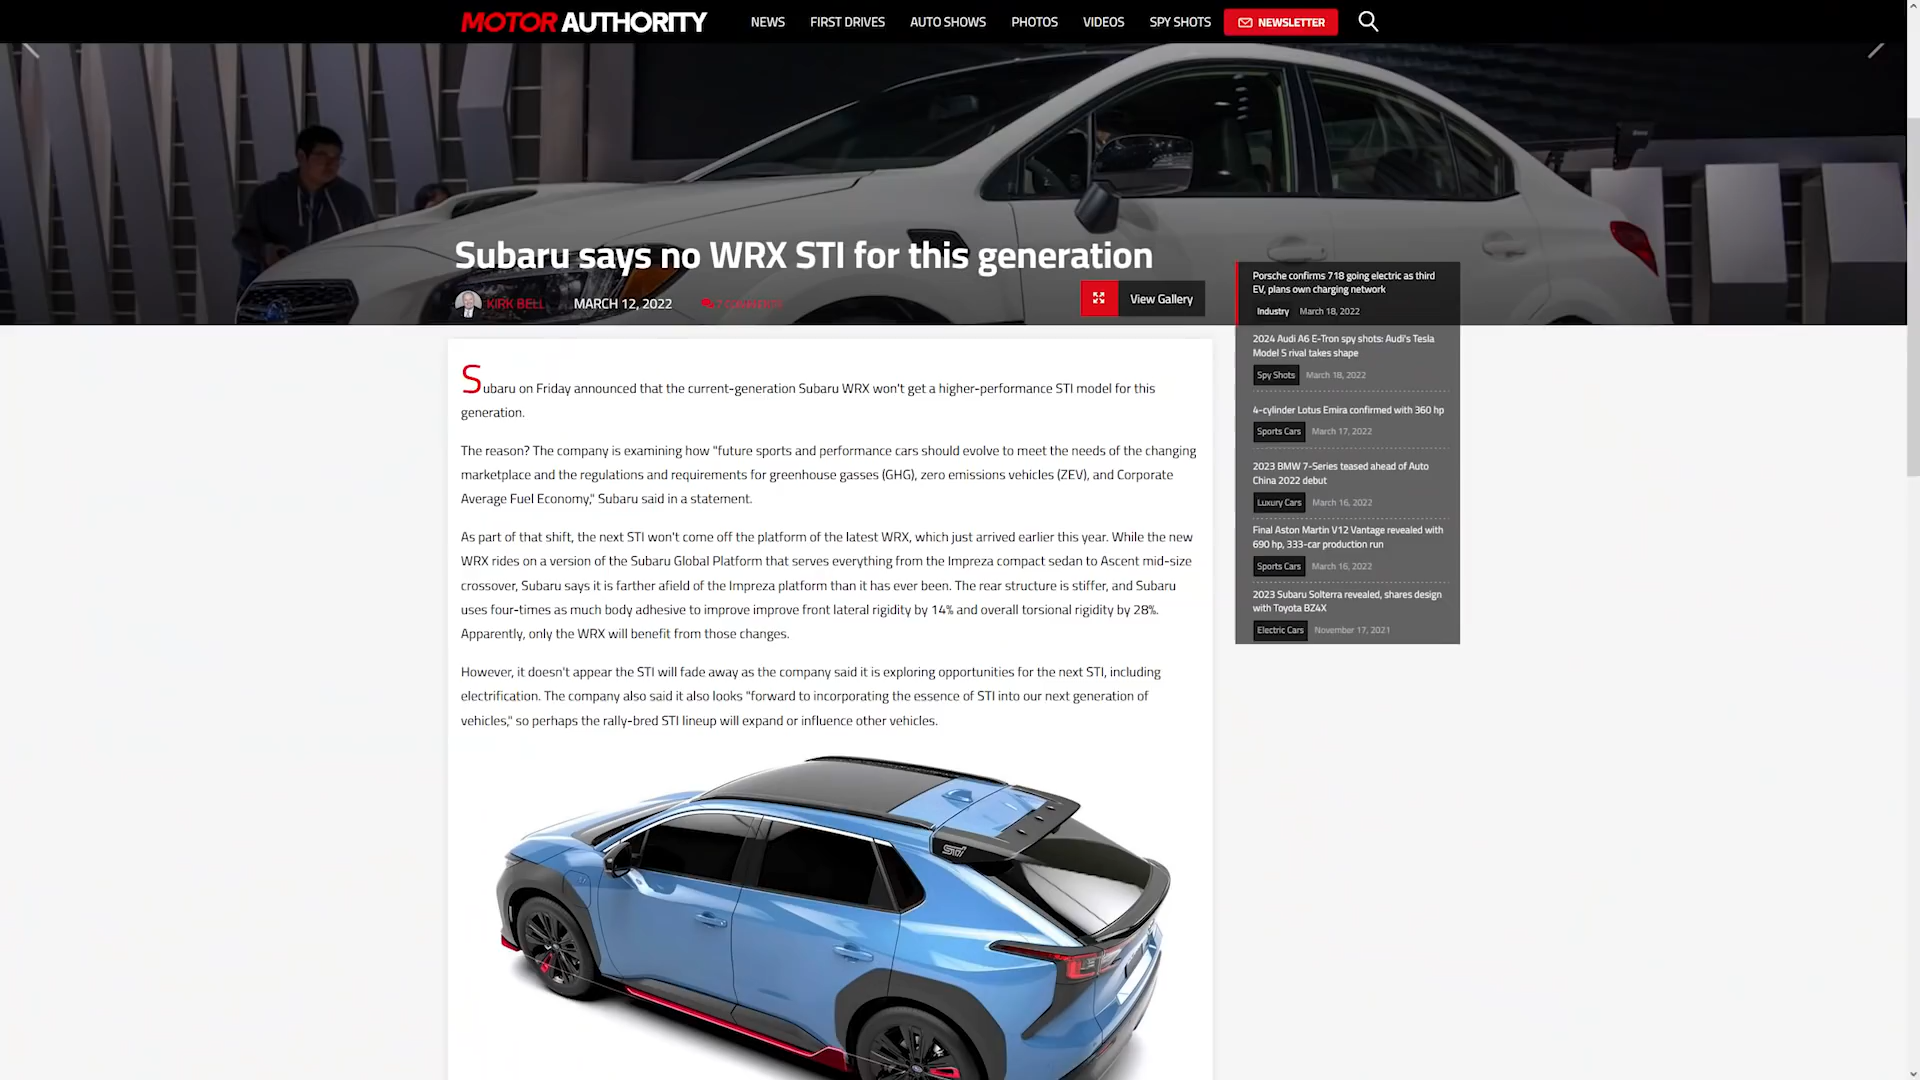 MOTOR AUTHORITY
NEWS
FIRST DRIVES
AUTO SHOWS
PHOTOS
VIDEOS
SPY SHOTS
NEWSLETTER
Subaru says no WRX STI for this generation
KIRK BELL
MARCH 12, 2022
7 COMMENTS
View Gallery
Subaru on Friday announced that the current-generation Subaru WRX won't get a higher-performance STI model for this
generation.
The reason? The company is examining how "future sports and performance cars should evolve to meet the needs of the changing
marketplace and the regulations and requirements for greenhouse gasses (GHG), zero emissions vehicles (ZEV), and Corporate
Average Fuel Economy," Subaru said in a statement.
As part of that shift, the next STI won't come off the platform of the latest WRX, which just arrived earlier this year. While the new
WRX rides on a version of the Subaru Global Platform that serves everything from the Impreza compact sedan to Ascent mid-size
crossover, Subaru says it is farther afield of the Impreza platform than it has ever been. The rear structure is stiffer, and Subaru
uses four-times as much body adhesive to improve improve front lateral rigidity by 14% and overall torsional rigidity by 28%.
Apparently, only the WRX will benefit from those changes.
However, it doesn't appear the STI will fade away as the company said it is exploring opportunities for the next STI, including
electrification. The company also said it also looks "forward to incorporating the essence of STI into our next generation of
vehicles," so perhaps the rally-bred STI lineup will expand or influence other vehicles.
STI
Porsche confirms 718 going electric as third
EV, plans own charging network
Industry March 18, 2022
2024 Audi A6 E-Tron spy shots: Audi's Tesla
Model S rival takes shape
Spy Shots March 18, 2022
4-cylinder Lotus Emira confirmed with 360 hp
Sports Cars March 17, 2022
2023 BMW 7-Series teased ahead of Auto
China 2022 debut
Luxury Cars March 16, 2022
Final Aston Martin V12 Vantage revealed with
690 hp, 333-car production run
Sports Cars March 16, 2022
2023 Subaru Solterra revealed, shares design
with Toyota BZ4X
Electric Cars November 17, 2021